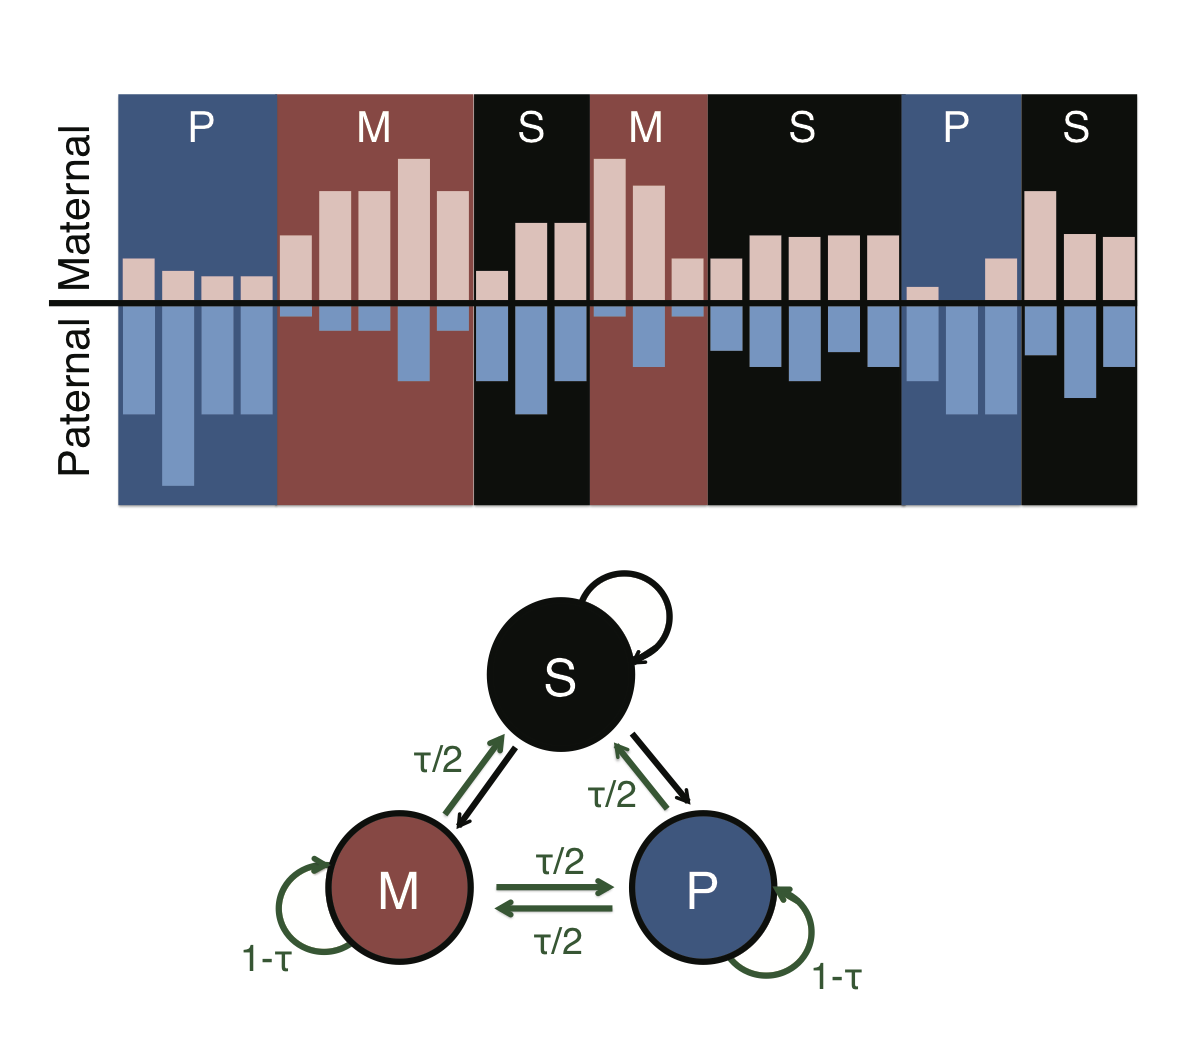 P M S M S P S
Maternal
Paternal
S
τ/2
τ/2
M
τ/2
P
τ/2
1-τ
1-τ